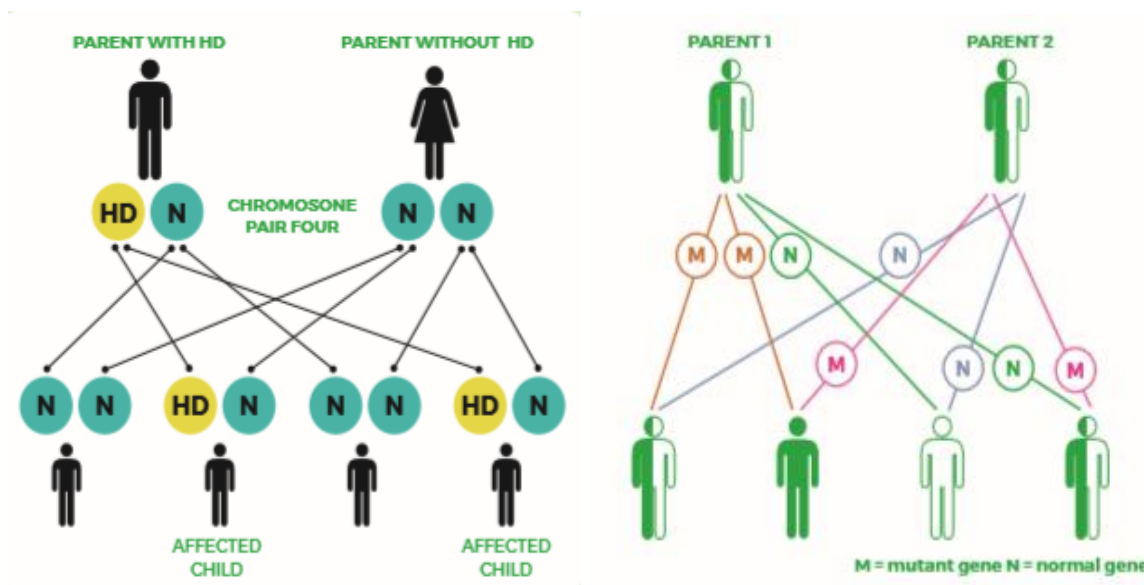 PARENT WITH HD
PARENT WITHOUT HD
HD N
CHROMOSONE
PAIR FOUR
N N
N N
HD N
N N
HD N
AFFECTED
CHILD
AFFECTED
CHILD
PARENT 1
PARENT 2
M M N N
M N N M
M = mutant gene N = normal gene